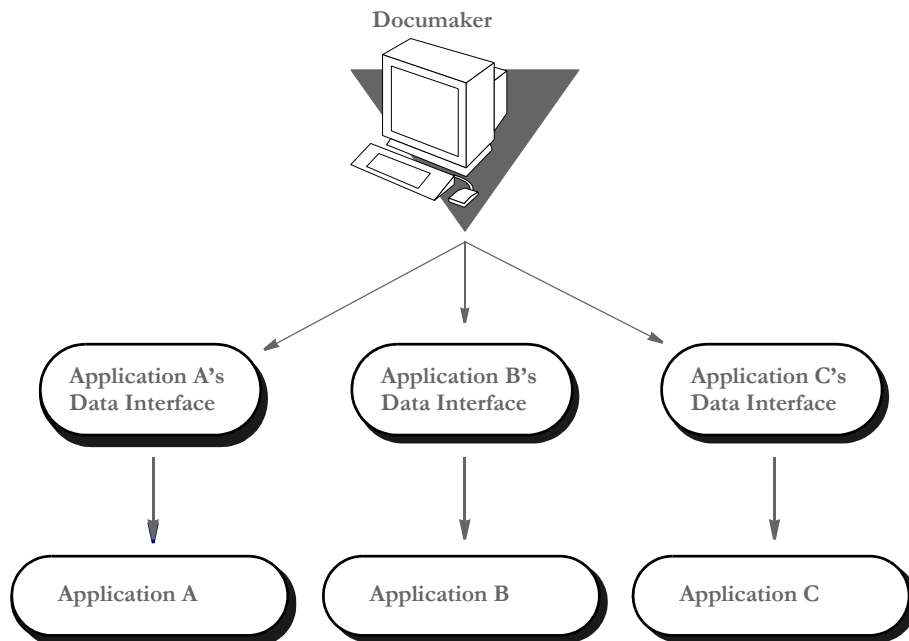 Documaker
Application A’s
Data Interface
Application B’s
Data Interface
Application C’s
Data Interface
Application A
Application B
Application C